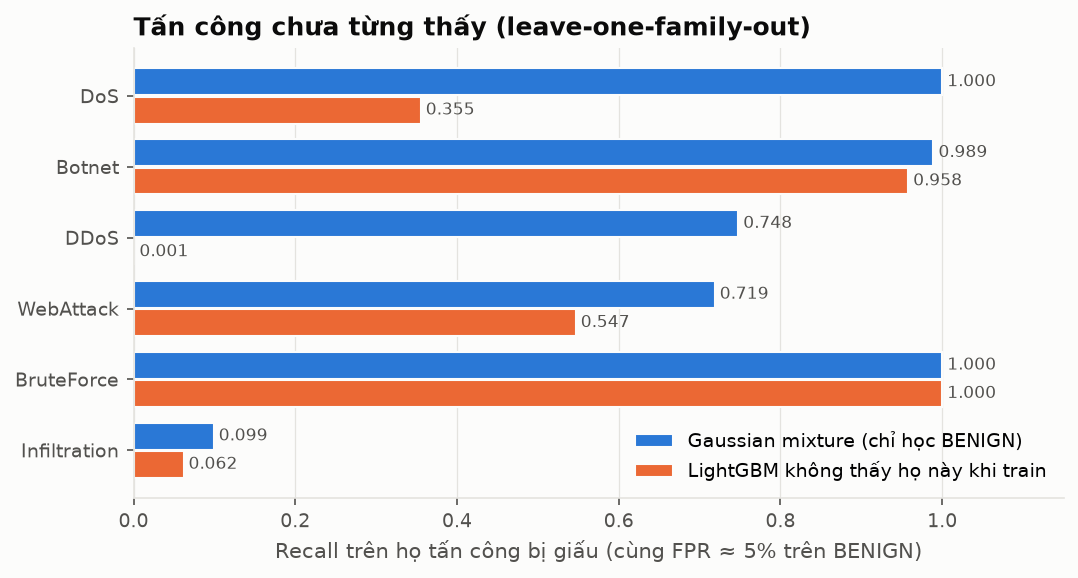 Tấn công chưa từng thấy (leave-one-family-out)
DoS
1.000
0.355
Botnet
0.989
0.958
DDoS
0.748
0.001
WebAttack
0.719
0.547
BruteForce
1.000
1.000
Infiltration
0.099
0.062
Gaussian mixture (chỉ học BENIGN)
LightGBM không thấy họ này khi train
0.0 0.2 0.4 0.6 0.8 1.0
Recall trên họ tấn công bị giấu (cùng FPR ≈ 5% trên BENIGN)